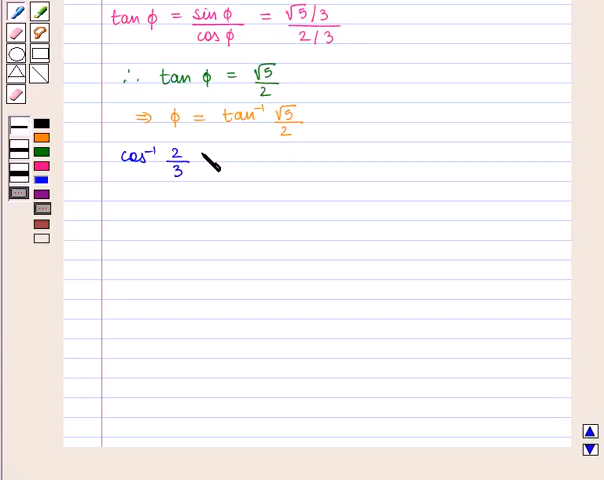 tan φ = sin φ / cos φ = √5/3 / 2/3
∴ tan φ = √5 / 2
⇒ φ = tan⁻¹ √5 / 2
cos⁻¹ 2 / 3